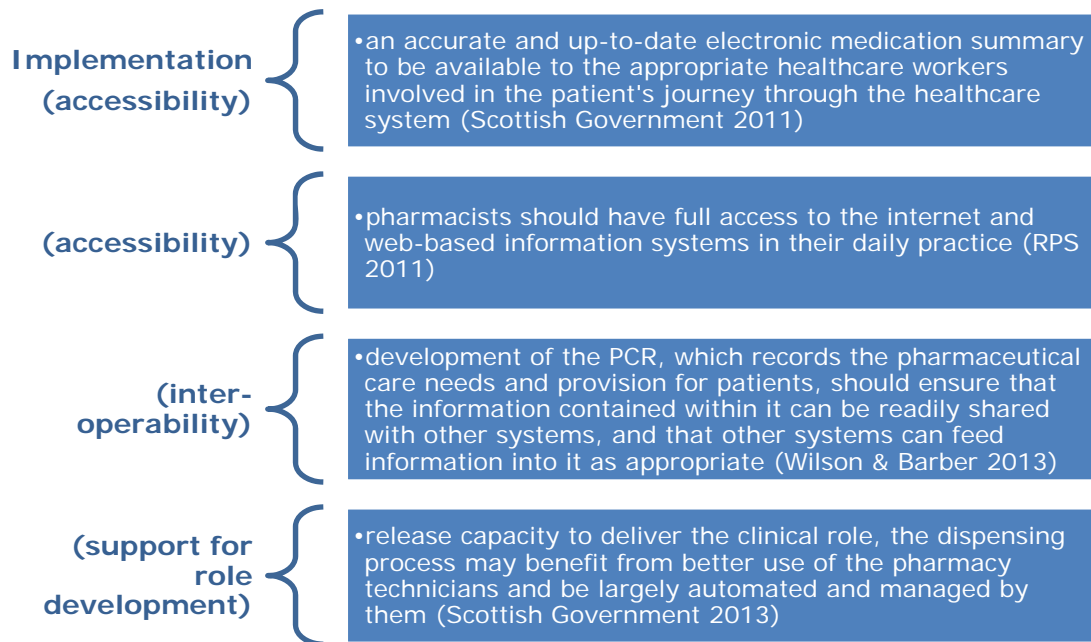 Implementation
(accessibility)
•an accurate and up-to-date electronic medication summary
to be available to the appropriate healthcare workers
involved in the patient's journey through the healthcare
system (Scottish Government 2011)
(accessibility)
•pharmacists should have full access to the internet and
web-based information systems in their daily practice (RPS
2011)
(inter-
operability)
•development of the PCR, which records the pharmaceutical
care needs and provision for patients, should ensure that
the information contained within it can be readily shared
with other systems, and that other systems can feed
information into it as appropriate (Wilson & Barber 2013)
(support for
role
development)
•release capacity to deliver the clinical role, the dispensing
process may benefit from better use of the pharmacy
technicians and be largely automated and managed by
them (Scottish Government 2013)